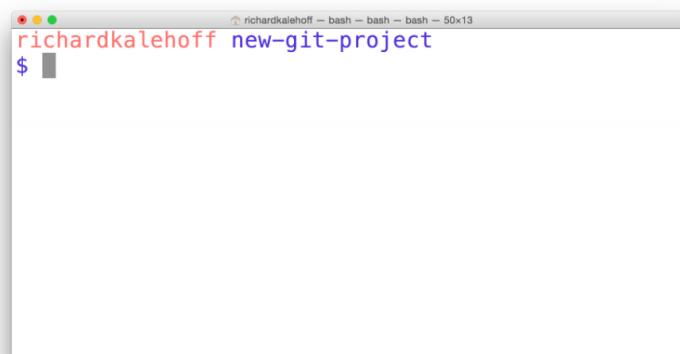 richardkalehoff — bash — bash — bash — 50×13
richardkalehoff new-git-project
$